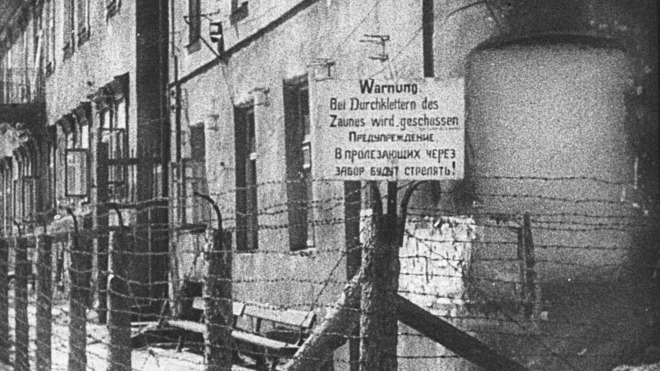 Warnung.
Bei Durchklettern des
Zaunes wird geschossen
Предупреждение
В пролезающих через
забор будут стрелять!